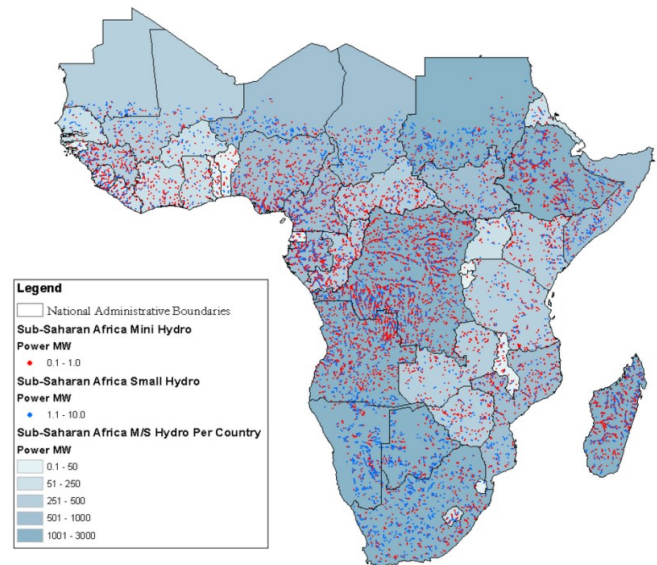 Legend
National Administrative Boundaries
Sub-Saharan Africa Mini Hydro
Power MW
0.1 - 1.0
Sub-Saharan Africa Small Hydro
Power MW
1.1 - 10.0
Sub-Saharan Africa M/S Hydro Per Country
Power MW
0.1 - 50
51 - 250
251 - 500
501 - 1000
1001 - 3000